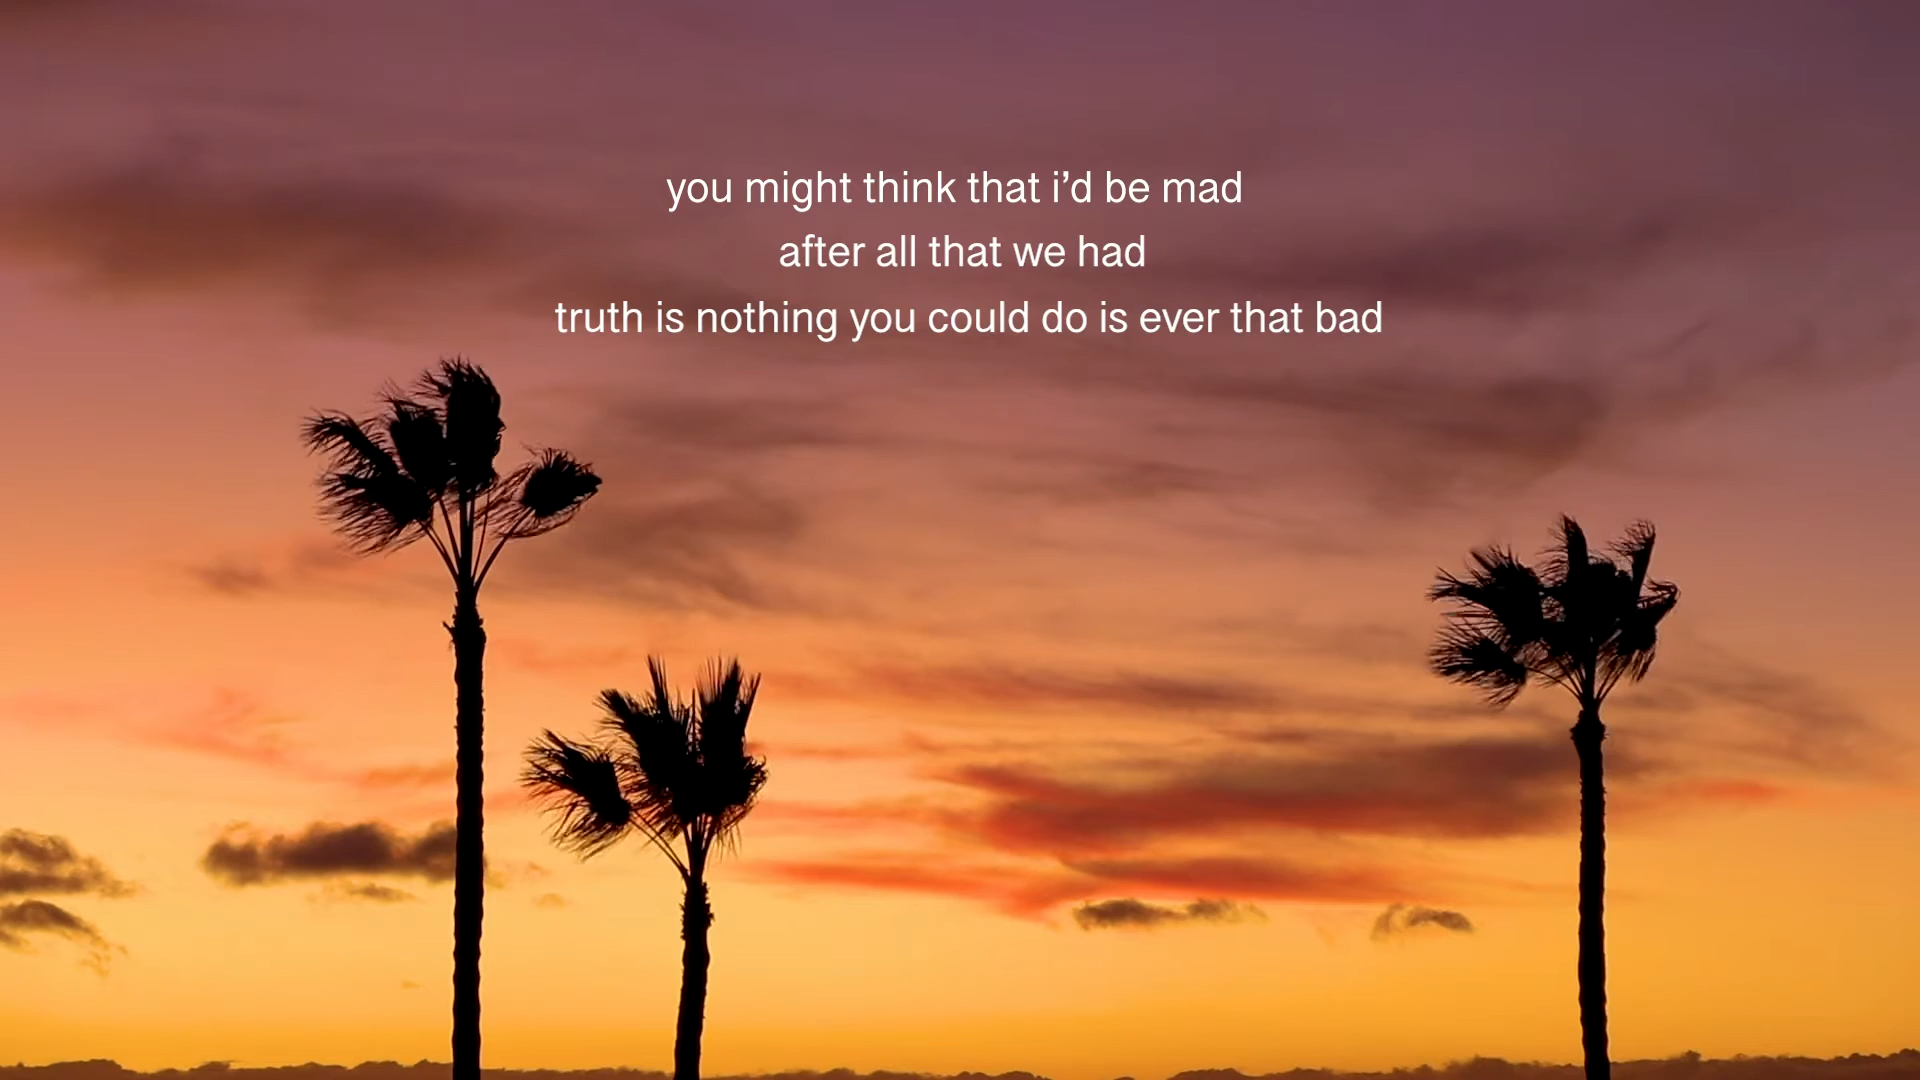 you might think that i’d be mad
after all that we had
truth is nothing you could do is ever that bad